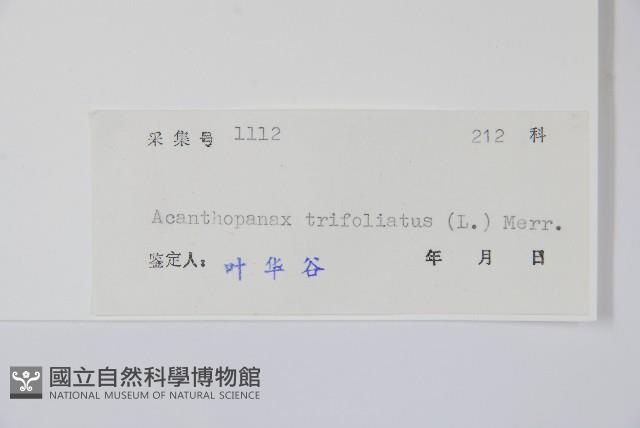 采集号 1112 212 科
Acanthopanax trifoliatus (L.) Merr.
鉴定人： 叶华谷 年 月 日
國立自然科學博物館
NATIONAL MUSEUM OF NATURAL SCIENCE